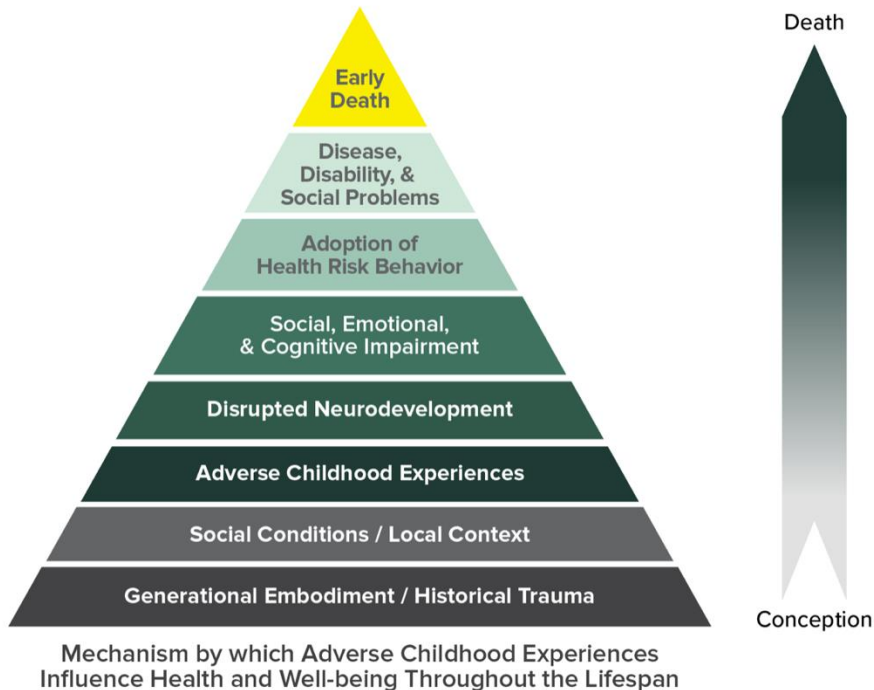 Death
Early
Death
Disease,
Disability, &
Social Problems
Adoption of
Health Risk Behavior
Social, Emotional,
& Cognitive Impairment
Disrupted Neurodevelopment
Adverse Childhood Experiences
Social Conditions / Local Context
Generational Embodiment / Historical Trauma
Conception
Mechanism by which Adverse Childhood Experiences
Influence Health and Well-being Throughout the Lifespan